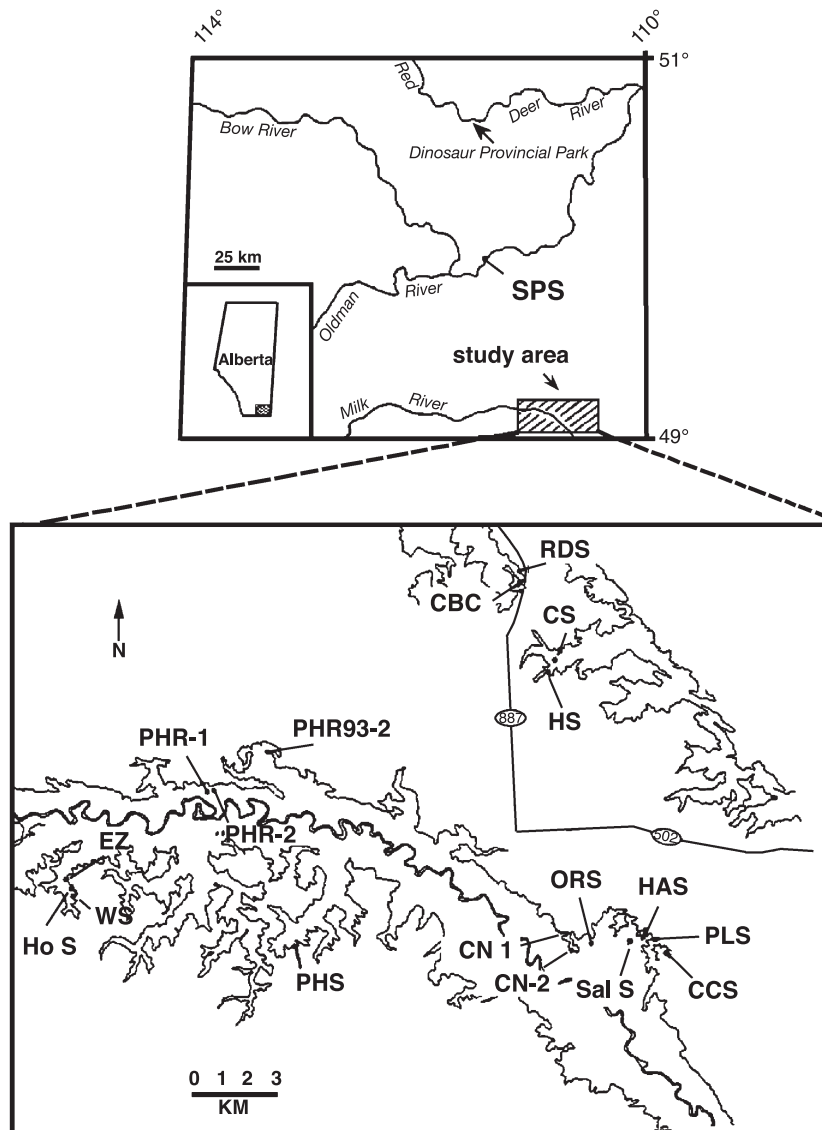 114°
110°
51°
Red
Deer
River
Bow River
Dinosaur Provincial Park
25 km
SPS
Oldman
River
Alberta
study area
Milk
River
49°
RDS
CBC
CS
N
HS
887
PHR-1
PHR93-2
PHR-2
EZ
502
WS
Ho S
PHS
ORS
HAS
CN 1
PLS
CN-2
Sal S
CCS
0 1 2 3
KM